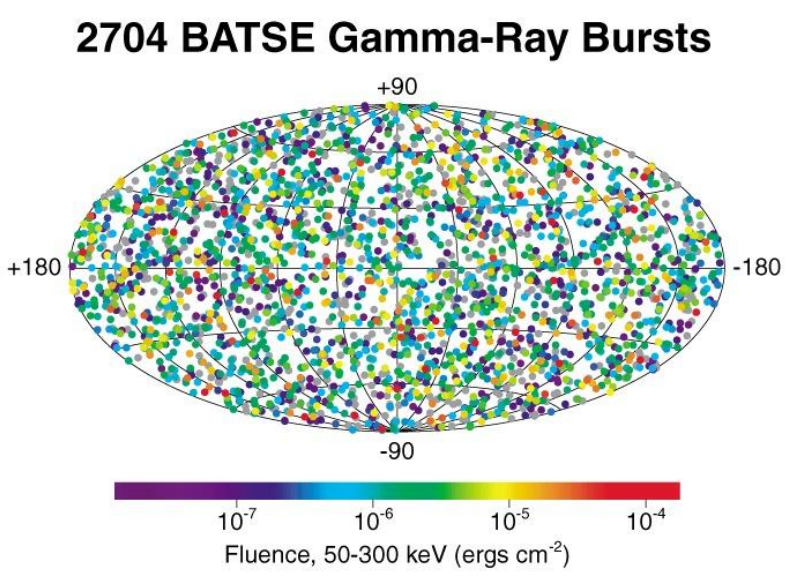 2704 BATSE Gamma-Ray Bursts
+90
+180
-180
-90
10⁻⁷ 10⁻⁶ 10⁻⁵ 10⁻⁴
Fluence, 50-300 keV (ergs cm⁻²)